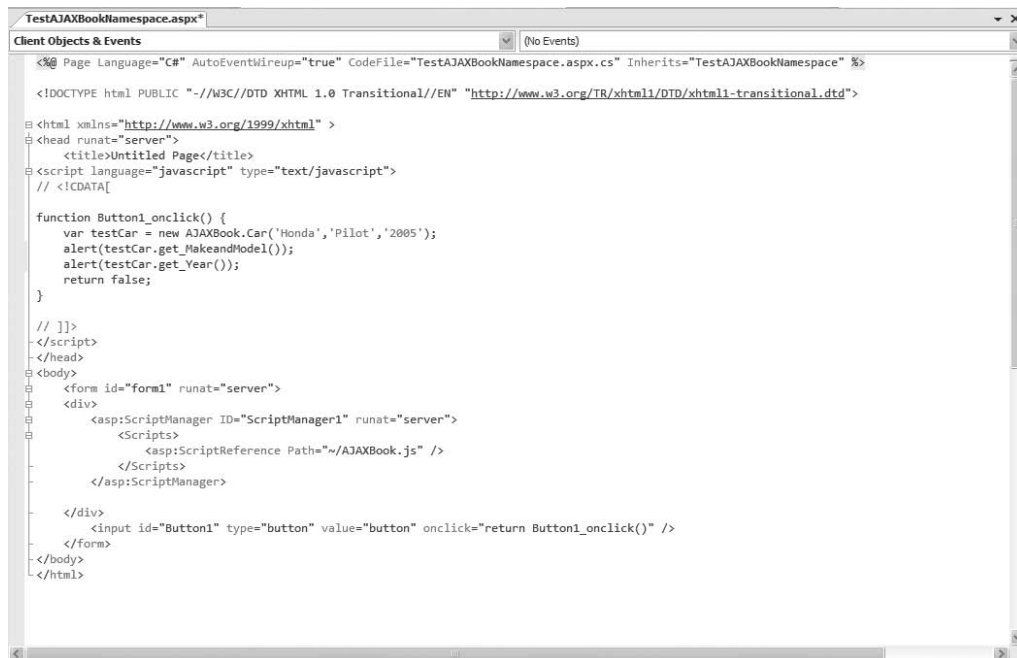 TestAJAXBookNamespace.aspx*
Client Objects & Events (No Events)
<%@ Page Language="C#" AutoEventWireup="true" CodeFile="TestAJAXBookNamespace.aspx.cs" Inherits="TestAJAXBookNamespace" %>
<!DOCTYPE html PUBLIC "-//W3C//DTD XHTML 1.0 Transitional//EN" "http://www.w3.org/TR/xhtml1/DTD/xhtml1-transitional.dtd">
<html xmlns="http://www.w3.org/1999/xhtml" >
<head runat="server">
<title>Untitled Page</title>
<script language="javascript" type="text/javascript">
// <!CDATA[
function Button1_onclick() {
var testCar = new AJAXBook.Car('Honda','Pilot','2005');
alert(testCar.get_MakeandModel());
alert(testCar.get_Year());
return false;
}
// ]]>
</script>
</head>
<body>
<form id="form1" runat="server">
<div>
<asp:ScriptManager ID="ScriptManager1" runat="server">
<Scripts>
<asp:ScriptReference Path="~/AJAXBook.js" />
</Scripts>
</asp:ScriptManager>
</div>
<input id="Button1" type="button" value="button" onclick="return Button1_onclick()" />
</form>
</body>
</html>